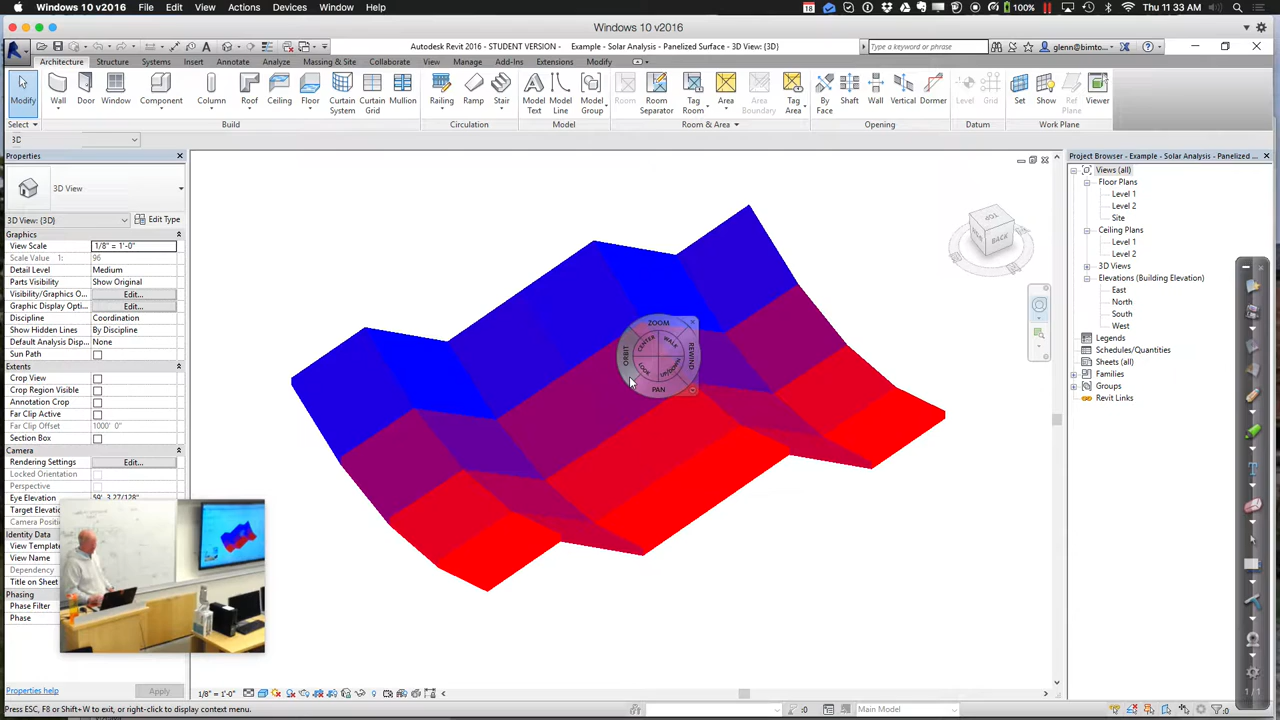 Windows 10 v2016 File Edit View Actions Devices Window Help 18 100% Thu 11:33 AM
Windows 10 v2016
Autodesk Revit 2016 - STUDENT VERSION - Example - Solar Analysis - Panelized Surface - 3D View: {3D} Type a keyword or phrase glenn@bimto...
Architecture Structure Systems Insert Annotate Analyze Massing & Site Collaborate View Manage Add-Ins Extensions Modify
Modify Wall Door Window Component Column Roof Ceiling Floor Curtain System Curtain Grid Mullion Railing Ramp Stair Model Text Model Line Model Group Room Room Separator Tag Room Area Area Boundary Tag Area By Face Shaft Wall Vertical Dormer Level Grid Set Show Ref Plane Viewer
Select Build Circulation Model Room & Area Opening Datum Work Plane
3D
Properties
3D View
3D View: {3D} Edit Type
Graphics
View Scale 1/8" = 1'-0"
Scale Value 1: 96
Detail Level Medium
Parts Visibility Show Original
Visibility/Graphics O... Edit...
Graphic Display Opti... Edit...
Discipline Coordination
Show Hidden Lines By Discipline
Default Analysis Disp... None
Sun Path
Extents
Crop View
Crop Region Visible
Annotation Crop
Far Clip Active
Far Clip Offset 1000' 0"
Section Box
Camera
Rendering Settings Edit...
Locked Orientation
Perspective
Eye Elevation 59' 3 27/128"
Target Elevat
Camera Positi
Identity Data
View Templat
View Name
Dependency
Title on Sheet
Phasing
Phase Filter
Phase
Properties help Apply
ZOOM
CENTER WALK
ORBIT REWIND
LOOK UP/DOWN
PAN
TOP
BACK
Project Browser - Example - Solar Analysis - Panelized ...
Views (all)
Floor Plans
Level 1
Level 2
Site
Ceiling Plans
Level 1
Level 2
3D Views
Elevations (Building Elevation)
East
North
South
West
Legends
Schedules/Quantities
Sheets (all)
Families
Groups
Revit Links
1/1
1/8" = 1'-0"
Press ESC, F8 or Shift+W to exit, or right-click to display context menu. :0 Main Model :0